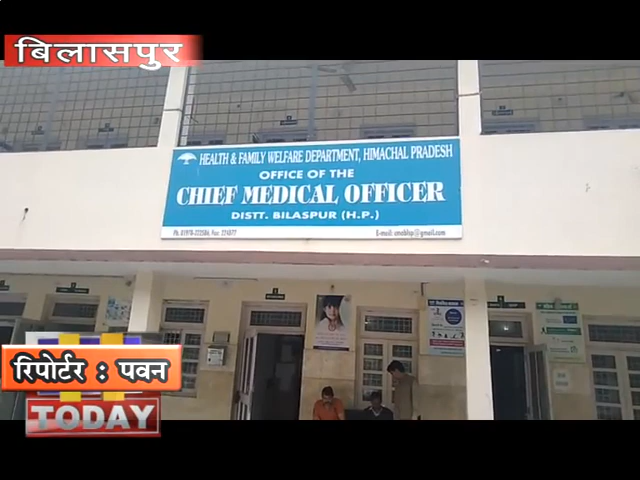 बिलासपुर
HEALTH & FAMILY WELFARE DEPARTMENT, HIMACHAL PRADESH
OFFICE OF THE
CHIEF MEDICAL OFFICER
DISTT. BILASPUR (H.P.)
E-mail: cmoblsp@gmail.com
रिपोर्टर : पवन
TODAY